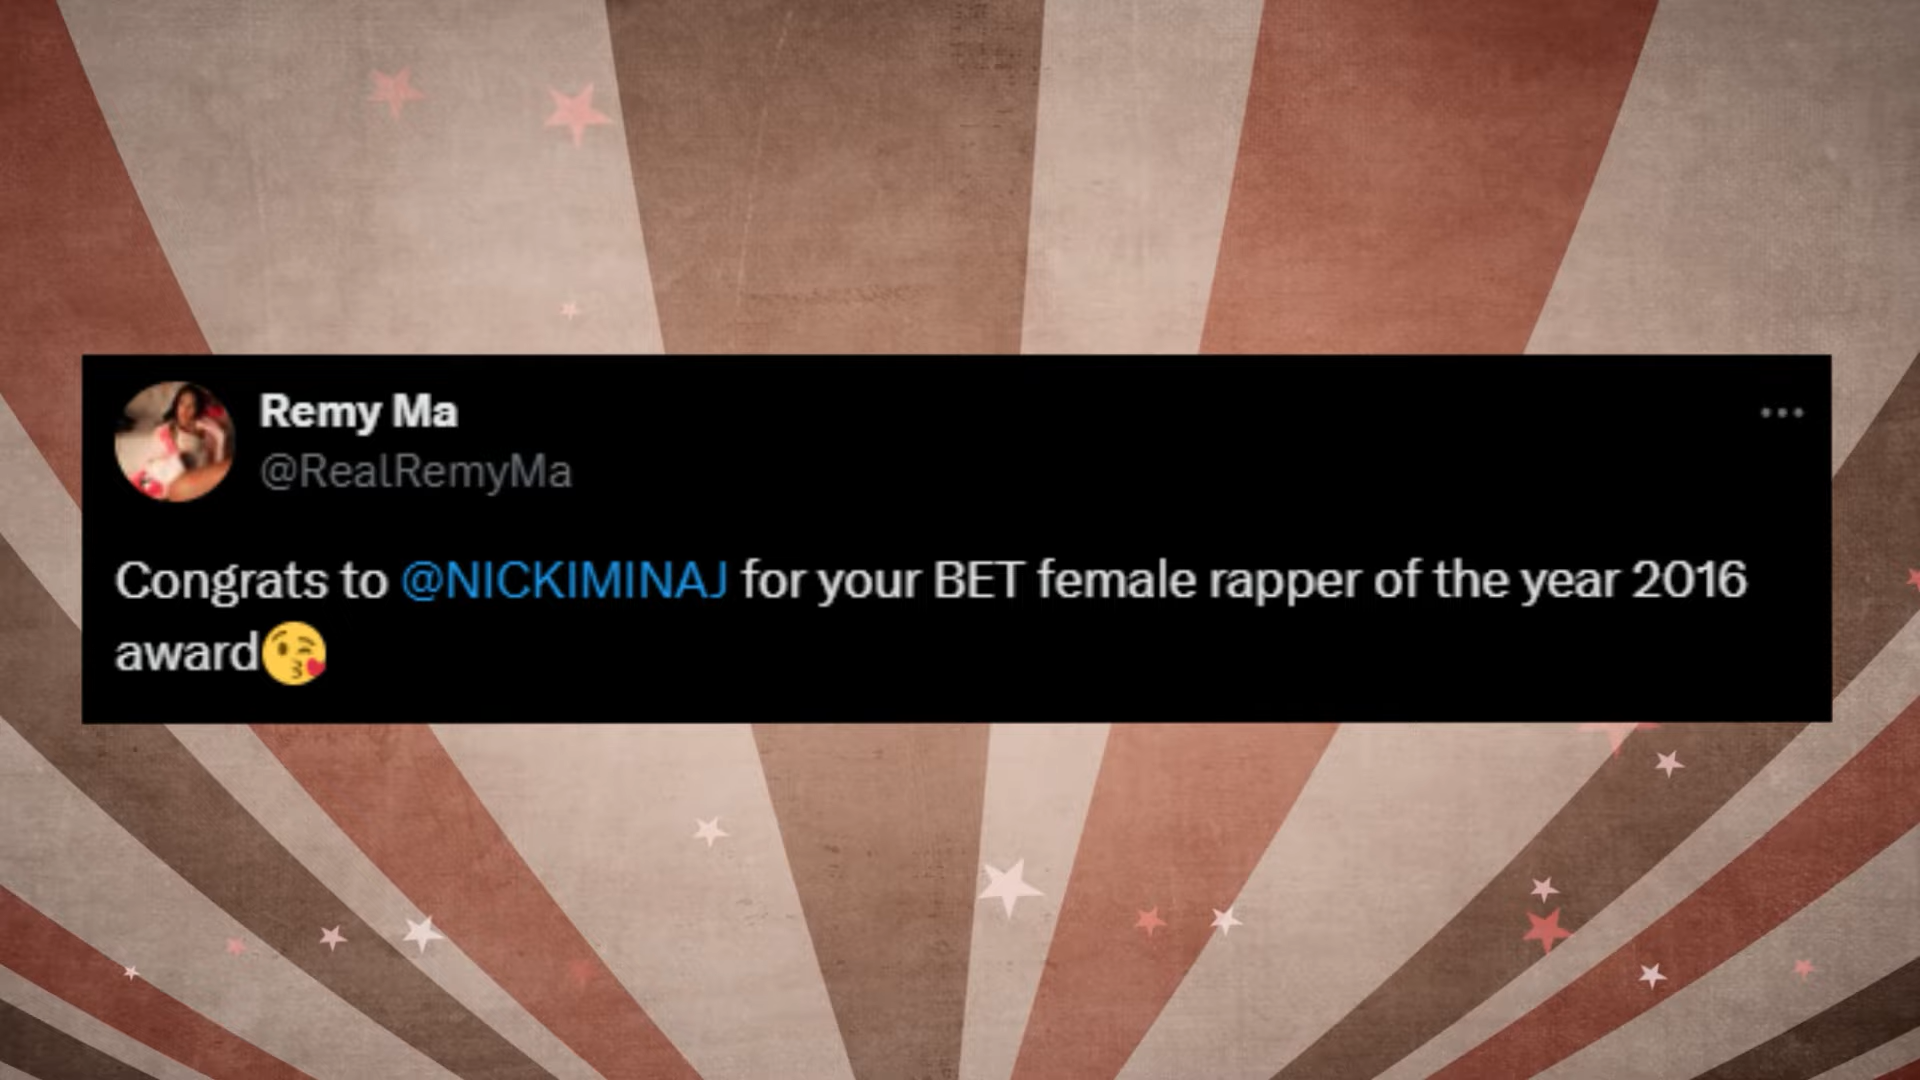 Remy Ma
@RealRemyMa
Congrats to @NICKIMINAJ for your BET female rapper of the year 2016
award😘